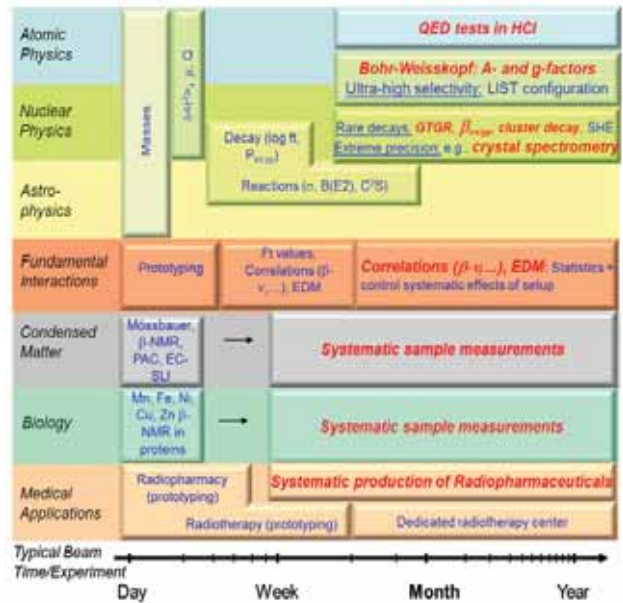 Atomic
Physics
QED tests in HCI
Bohr-Weisskopf: A- and g-factors
Ultra-high selectivity, LIST configuration
Masses
Nuclear
Physics
Decay (log ft,
Rare decays, GTGR, cluster decay, SHE
Extreme precision, e.g., crystal spectrometry
Astro-
physics
Reactions (σ, B(E2), C²S)
Fundamental
Interactions
Prototyping
Ft values,
Correlations (β-
ν,...), EDM
Correlations (β-ν...), EDM: Statistics +
control systematic effects of setup
Condensed
Matter
Mössbauer,
β-NMR,
PAC, EC-
SLI
Systematic sample measurements
Biology
Mn, Fe, Ni,
Cu, Zn β-
NMR in
proteins
Systematic sample measurements
Medical
Applications
Radiopharmacy
(prototyping)
Systematic production of Radiopharmaceuticals
Radiotherapy (prototyping)
Dedicated radiotherapy center
Typical Beam
Time/Experiment
Day
Week
Month
Year